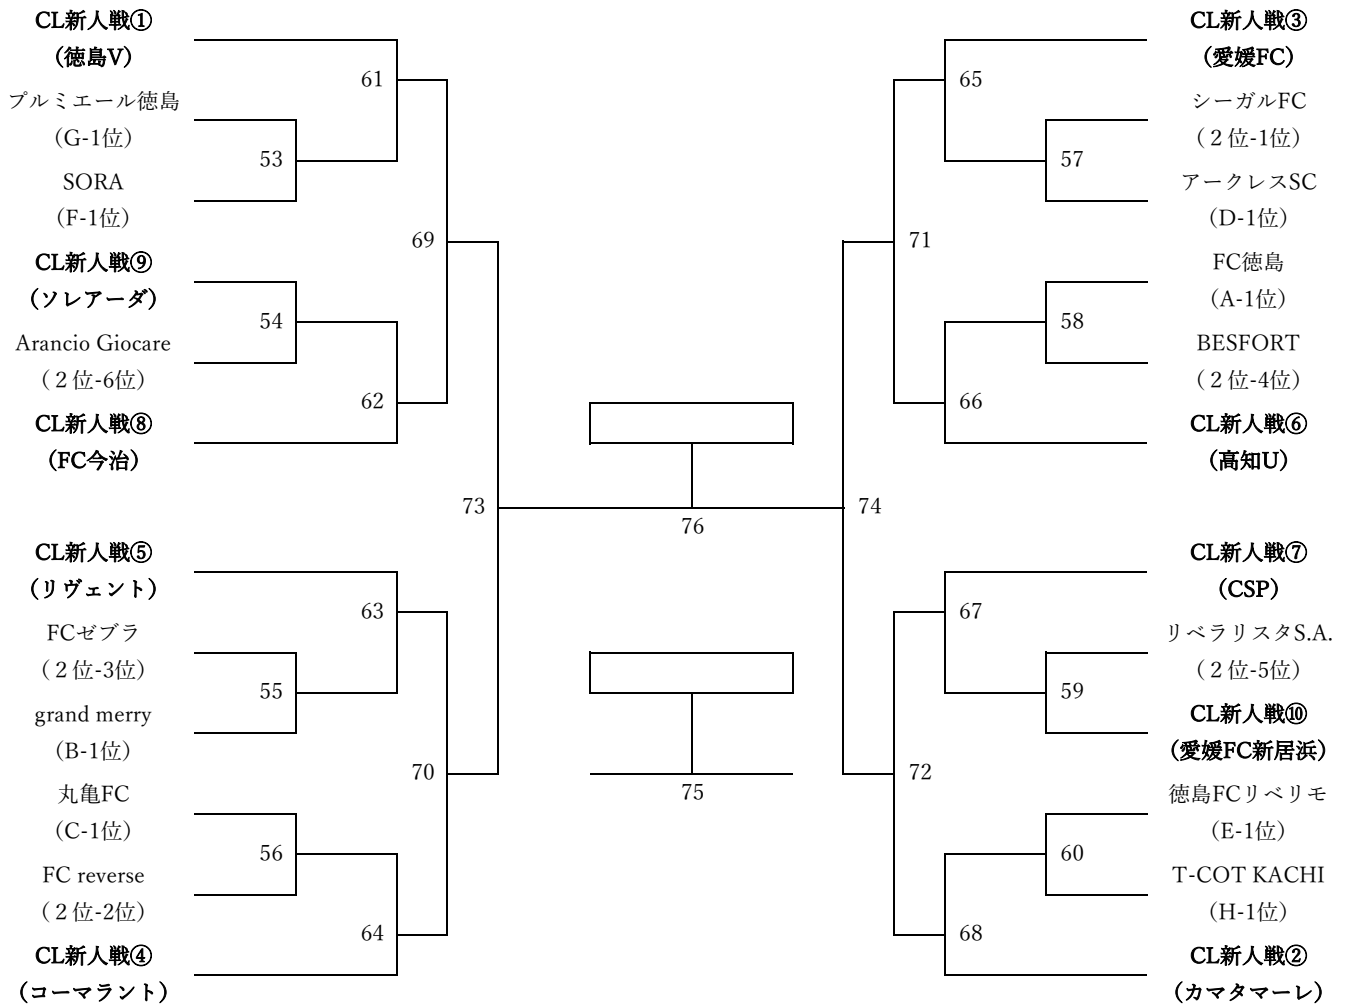 CL新人戦①
（徳島V）
プルミエール徳島
（G-1位）
SORA
（F-1位）
CL新人戦⑨
（ソレアーダ）
Arancio Giocare
（２位-6位）
CL新人戦⑧
（FC今治）
CL新人戦⑤
（リヴェント）
FCゼブラ
（２位-3位）
grand merry
（B-1位）
丸亀FC
（C-1位）
FC reverse
（２位-2位）
CL新人戦④
（コーマラント）
53
54
55
56
61
62
63
64
69
70
73
76
75
74
71
72
65
66
67
68
57
58
59
60
CL新人戦③
（愛媛FC）
シーガルFC
（２位-1位）
アークレスSC
（D-1位）
FC徳島
（A-1位）
BESFORT
（２位-4位）
CL新人戦⑥
（高知U）
CL新人戦⑦
（CSP）
リベラリスタS.A.
（２位-5位）
CL新人戦⑩
（愛媛FC新居浜）
徳島FCリベリモ
（E-1位）
T-COT KACHI
（H-1位）
CL新人戦②
（カマタマーレ）